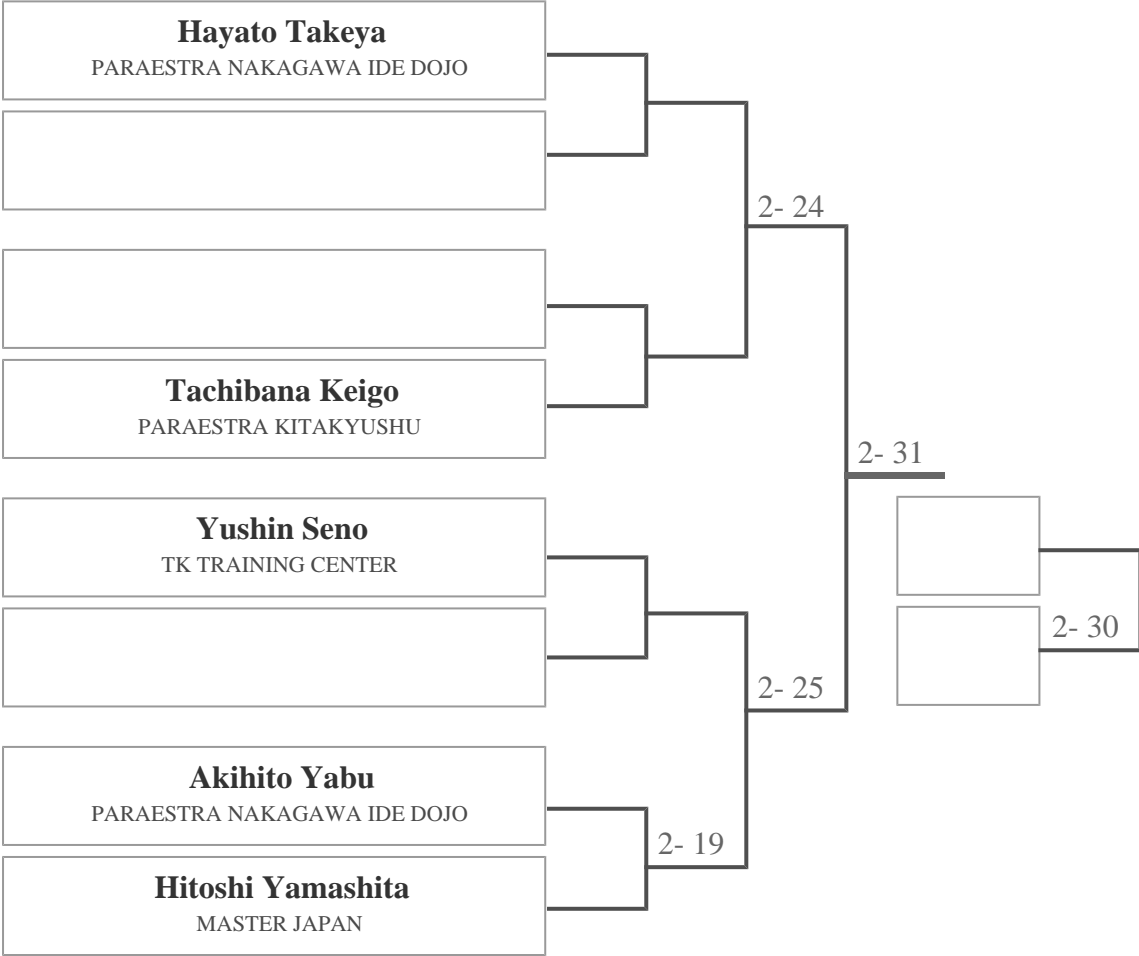 Hayato Takeya
PARAESTRA NAKAGAWA IDE DOJO
2- 24
Tachibana Keigo
PARAESTRA KITAKYUSHU
2- 31
Yushin Seno
TK TRAINING CENTER
2- 30
2- 25
Akihito Yabu
PARAESTRA NAKAGAWA IDE DOJO
2- 19
Hitoshi Yamashita
MASTER JAPAN